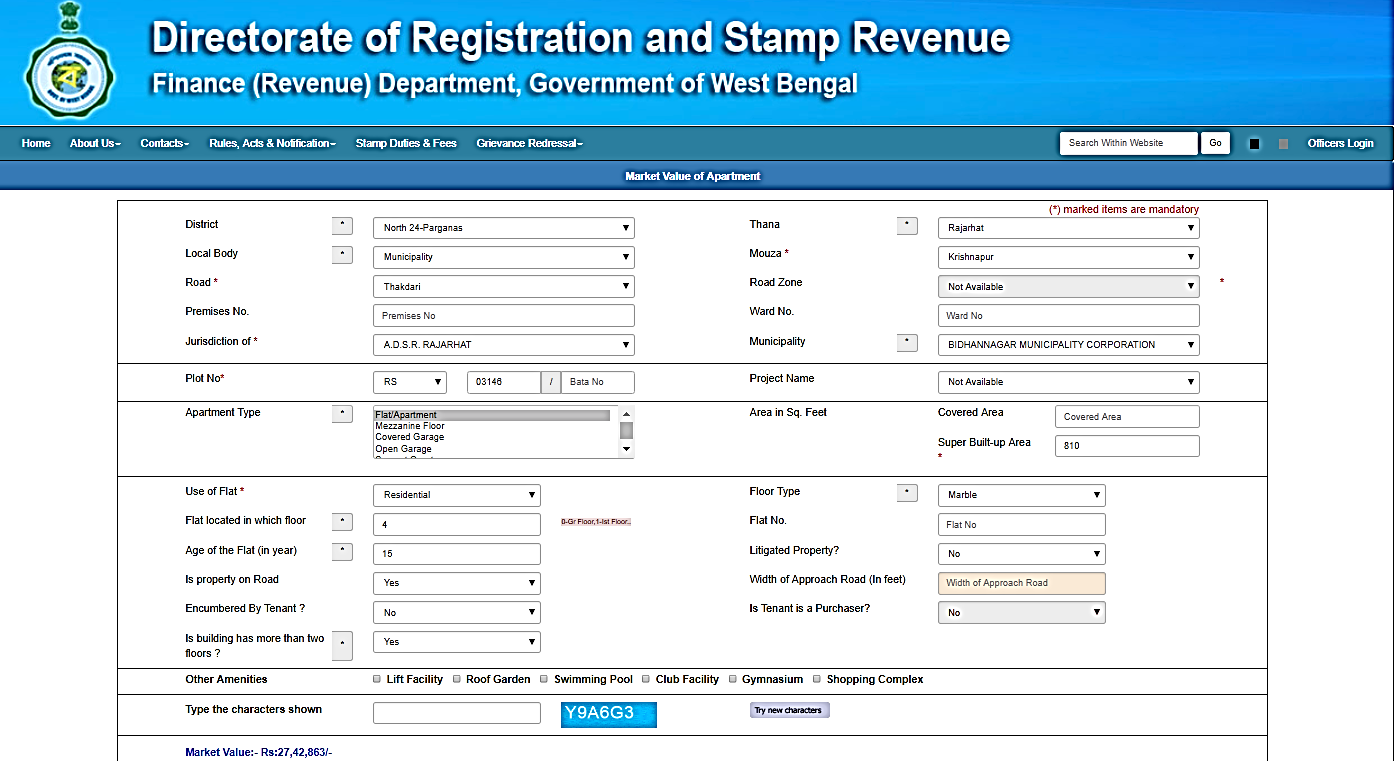 Directorate of Registration and Stamp Revenue
Finance (Revenue) Department, Government of West Bengal
Home About Us Contacts Rules, Acts & Notification Stamp Duties & Fees Grievance Redressal Search Within Website Go Officers Login
Market Value of Apartment
(*) marked items are mandatory
District * North 24-Parganas Thana * Rajarhat
Local Body * Municipality Mouza * Krishnapur
Road * Thakdari Road Zone Not Available *
Premises No. Premises No Ward No. Ward No
Jurisdiction of * A.D.S.R. RAJARHAT Municipality * BIDHANNAGAR MUNICIPALITY CORPORATION
Plot No* RS 03146 / Bata No Project Name Not Available
Apartment Type * Flat/Apartment Area in Sq. Feet Covered Area Covered Area
Mezzanine Floor
Covered Garage
Open Garage
Super Built-up Area * 810
Use of Flat * Residential Floor Type * Marble
Flat located in which floor * 4 0-Gr Floor,1-Ist Floor.. Flat No. Flat No
Age of the Flat (in year) * 15 Litigated Property? No
Is property on Road Yes Width of Approach Road (In feet) Width of Approach Road
Encumbered By Tenant ? No Is Tenant is a Purchaser? No
Is building has more than two floors ? * Yes
Other Amenities Lift Facility Roof Garden Swimming Pool Club Facility Gymnasium Shopping Complex
Type the characters shown Y9A6G3 Try new characters
Market Value:- Rs:27,42,863/-